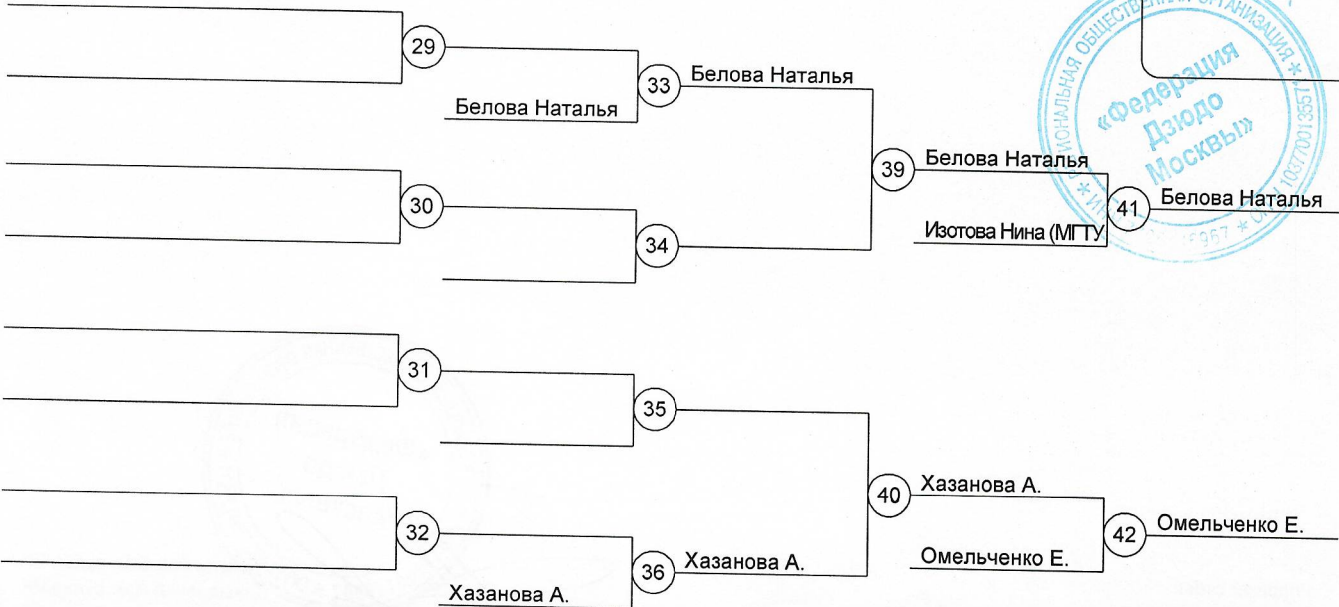 29
33
Белова Наталья
Белова Наталья
39
Белова Наталья
30
41
Белова Наталья
Изотова Нина (МГТУ
34
31
35
40
Хазанова А.
32
42
Омельченко Е.
Омельченко Е.
36
Хазанова А.
Хазанова А.
«Федерация
Дзюдо
Москвы»